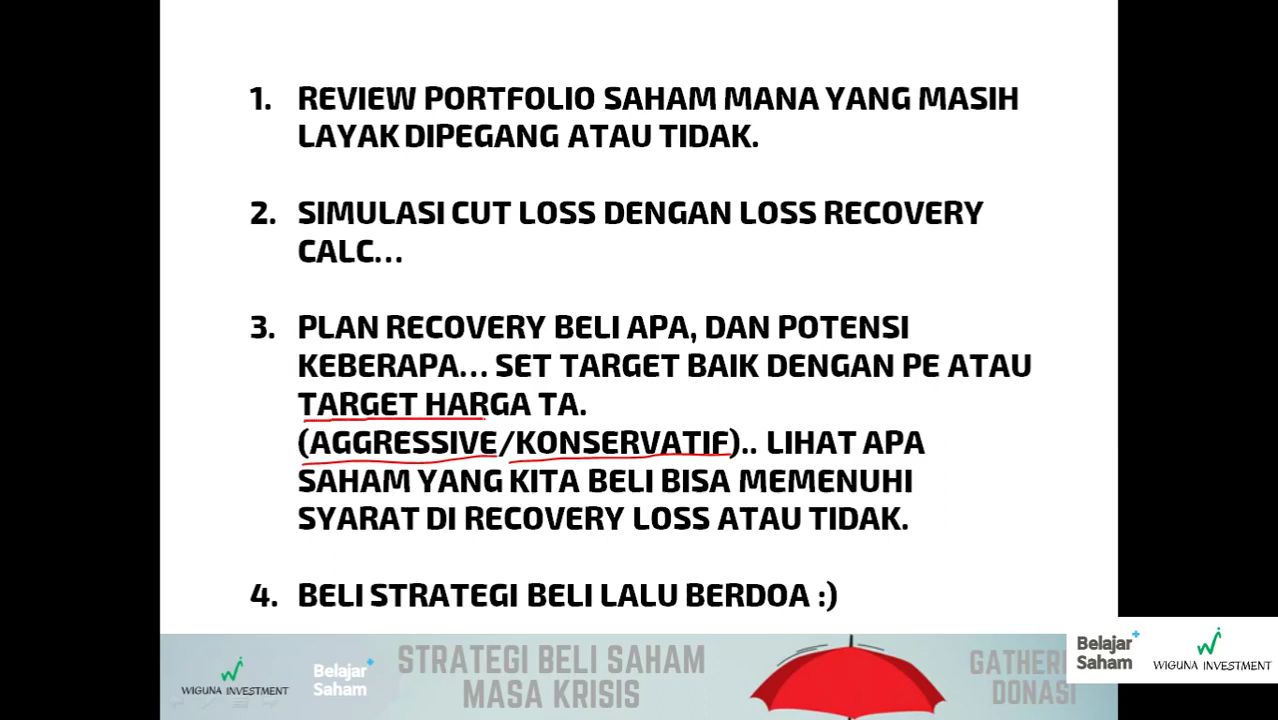 1. REVIEW PORTFOLIO SAHAM MANA YANG MASIH
LAYAK DIPEGANG ATAU TIDAK.
2. SIMULASI CUT LOSS DENGAN LOSS RECOVERY
CALC...
3. PLAN RECOVERY BELI APA, DAN POTENSI
KEBERAPA... SET TARGET BAIK DENGAN PE ATAU
TARGET HARGA TA.
(AGGRESSIVE/KONSERVATIF).. LIHAT APA
SAHAM YANG KITA BELI BISA MEMENUHI
SYARAT DI RECOVERY LOSS ATAU TIDAK.
4. BELI STRATEGI BELI LALU BERDOA :)
WIGUNA INVESTMENT
Belajar+
Saham
STRATEGI BELI SAHAM
MASA KRISIS
DONASI
Belajar+
Saham
WIGUNA INVESTMENT